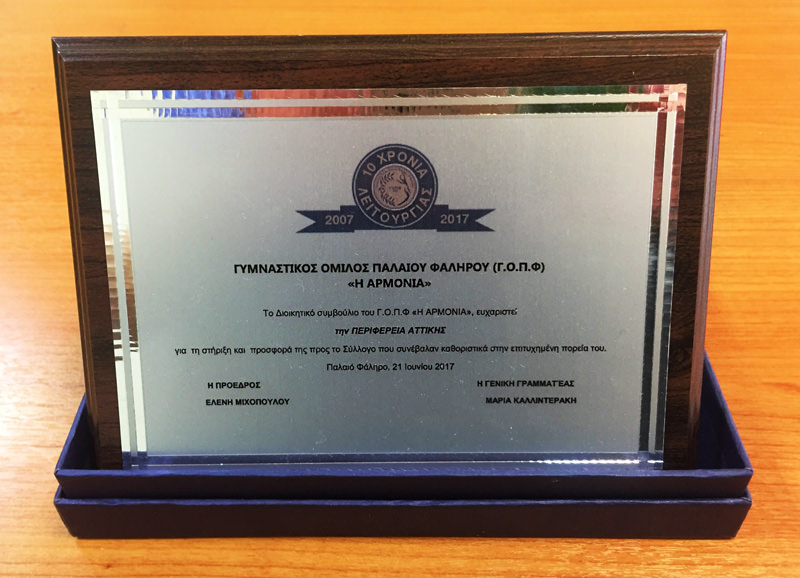 10 ΧΡΟΝΙΑ
ΛΕΙΤΟΥΡΓΙΑΣ
2007 2017
ΓΥΜΝΑΣΤΙΚΟΣ ΟΜΙΛΟΣ ΠΑΛΑΙΟΥ ΦΑΛΗΡΟΥ (Γ.Ο.Π.Φ)
«Η ΑΡΜΟΝΙΑ»
Το Διοικητικό συμβούλιο του Γ.Ο.Π.Φ «Η ΑΡΜΟΝΙΑ», ευχαριστεί
την ΠΕΡΙΦΕΡΕΙΑ ΑΤΤΙΚΗΣ
για τη στήριξη και προσφορά της προς το Σύλλογο που συνέβαλαν καθοριστικά στην επιτυχημένη πορεία του.
Παλαιό Φάληρο, 21 Ιουνίου 2017
Η ΠΡΟΕΔΡΟΣ Η ΓΕΝΙΚΗ ΓΡΑΜΜΑΤΈΑΣ
ΕΛΕΝΗ ΜΙΧΟΠΟΥΛΟΥ ΜΑΡΙΑ ΚΑΛΛΙΝΤΕΡΑΚΗ